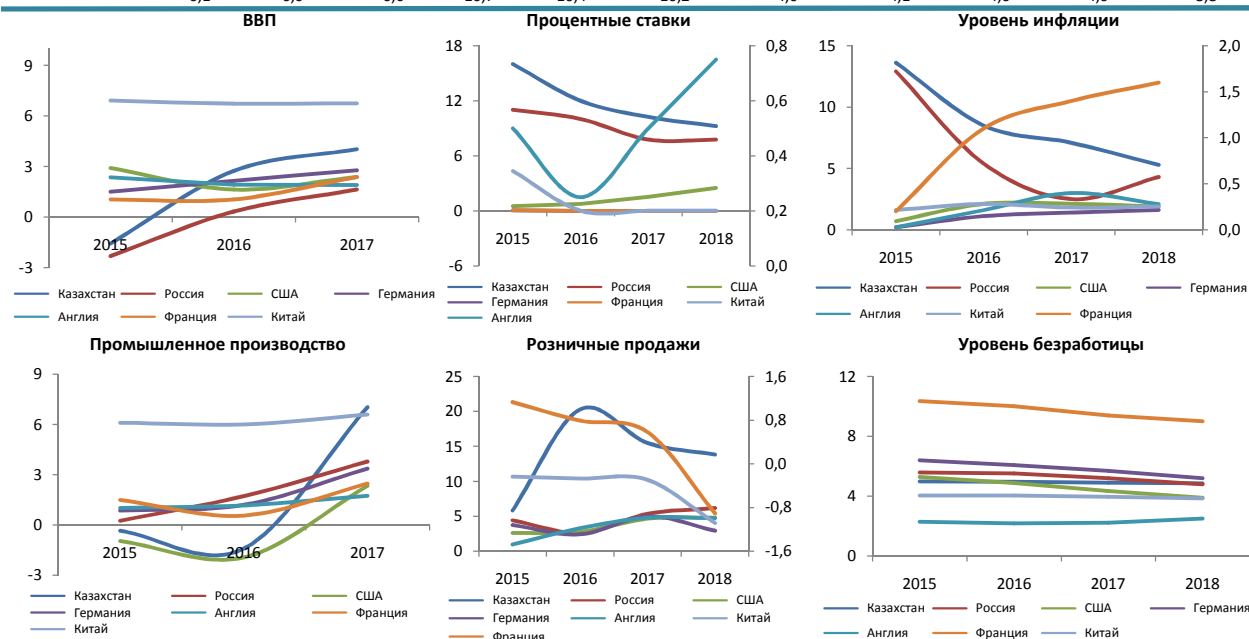 ВВП
9
6
3
0
-3
2015 2016 2017
Казахстан Россия США Германия
Англия Франция Китай
Процентные ставки
18 0,8
12 0,6
6 0,4
0 0,2
-6 0,0
2015 2016 2017 2018
Казахстан Россия США
Германия Франция Китай
Англия
Уровень инфляции
15 2,0
10 1,5
5 1,0
0 0,5
0,0
2015 2016 2017 2018
Казахстан Россия США Германия
Англия Китай Франция
Промышленное производство
9
6
3
0
-3
2015 2016 2017
Казахстан Россия США
Германия Англия Франция
Китай
Розничные продажи
25 1,6
20 0,8
15 0,0
10 -0,8
5 -1,6
0
2015 2016 2017 2018
Казахстан Россия США
Германия Англия Китай
Франция
Уровень безработицы
12
8
4
0
2015 2016 2017 2018
Казахстан Россия США Германия
Англия Франция Китай